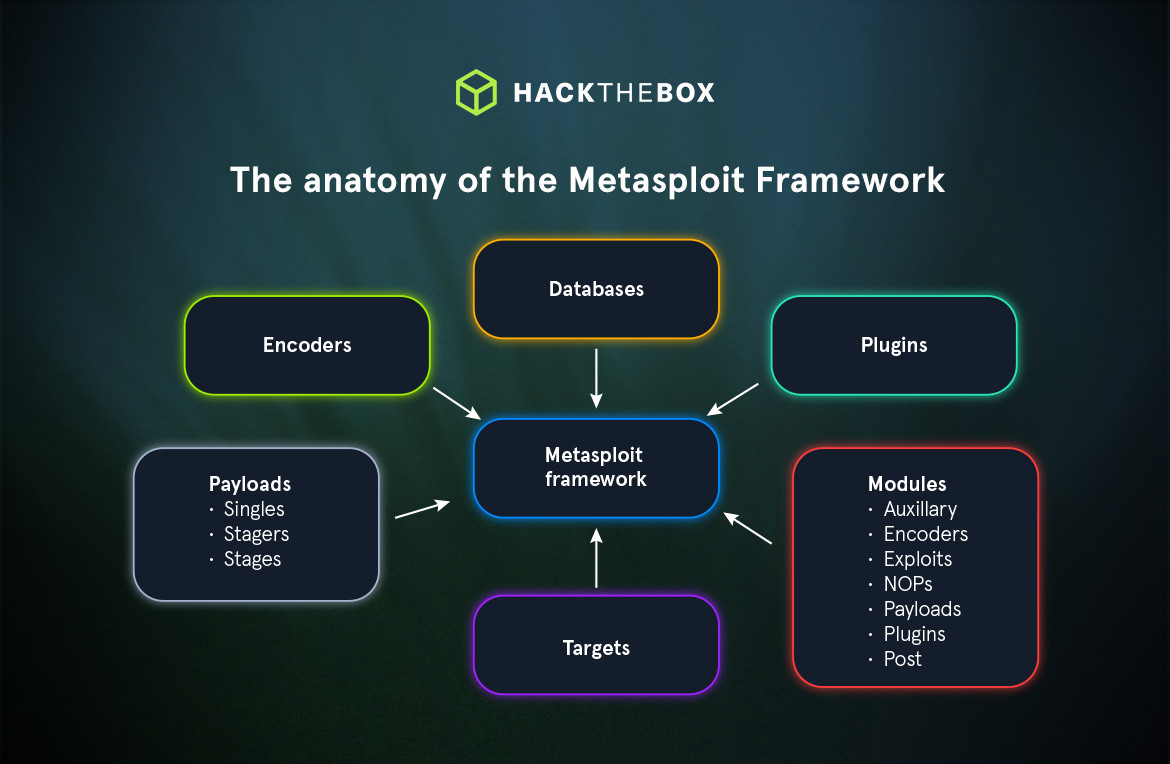 HACKTHEBOX
The anatomy of the Metasploit Framework
Databases
Encoders
Plugins
Metasploit
framework
Payloads
· Singles
· Stagers
· Stages
Modules
· Auxillary
· Encoders
· Exploits
· NOPs
· Payloads
· Plugins
· Post
Targets